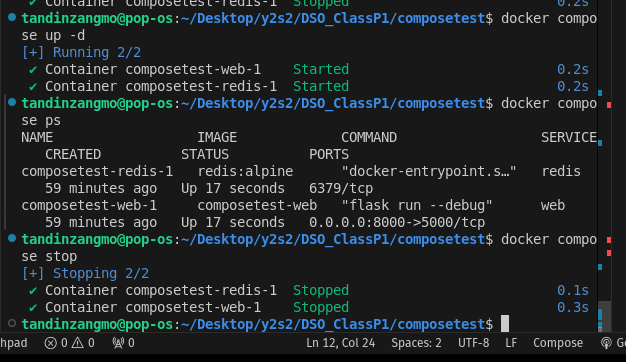 ✔ Container composetest-redis-1  Stopped 0.2s
tandinzangmo@pop-os:~/Desktop/y2s2/DSO_ClassP1/composetest$ docker compo
se up -d
[+] Running 2/2
✔ Container composetest-web-1    Started 0.2s
✔ Container composetest-redis-1  Started 0.2s
tandinzangmo@pop-os:~/Desktop/y2s2/DSO_ClassP1/composetest$ docker compo
se ps
NAME IMAGE COMMAND SERVICE
CREATED STATUS PORTS
composetest-redis-1 redis:alpine "docker-entrypoint.s…" redis
59 minutes ago Up 17 seconds 6379/tcp
composetest-web-1 composetest-web "flask run --debug" web
59 minutes ago Up 17 seconds 0.0.0.0:8000->5000/tcp
tandinzangmo@pop-os:~/Desktop/y2s2/DSO_ClassP1/composetest$ docker compo
se stop
[+] Stopping 2/2
✔ Container composetest-redis-1  Stopped 0.1s
✔ Container composetest-web-1    Stopped 0.3s
tandinzangmo@pop-os:~/Desktop/y2s2/DSO_ClassP1/composetest$
hpad 0 0 0 Ln 12, Col 24 Spaces: 2 UTF-8 LF Compose Go